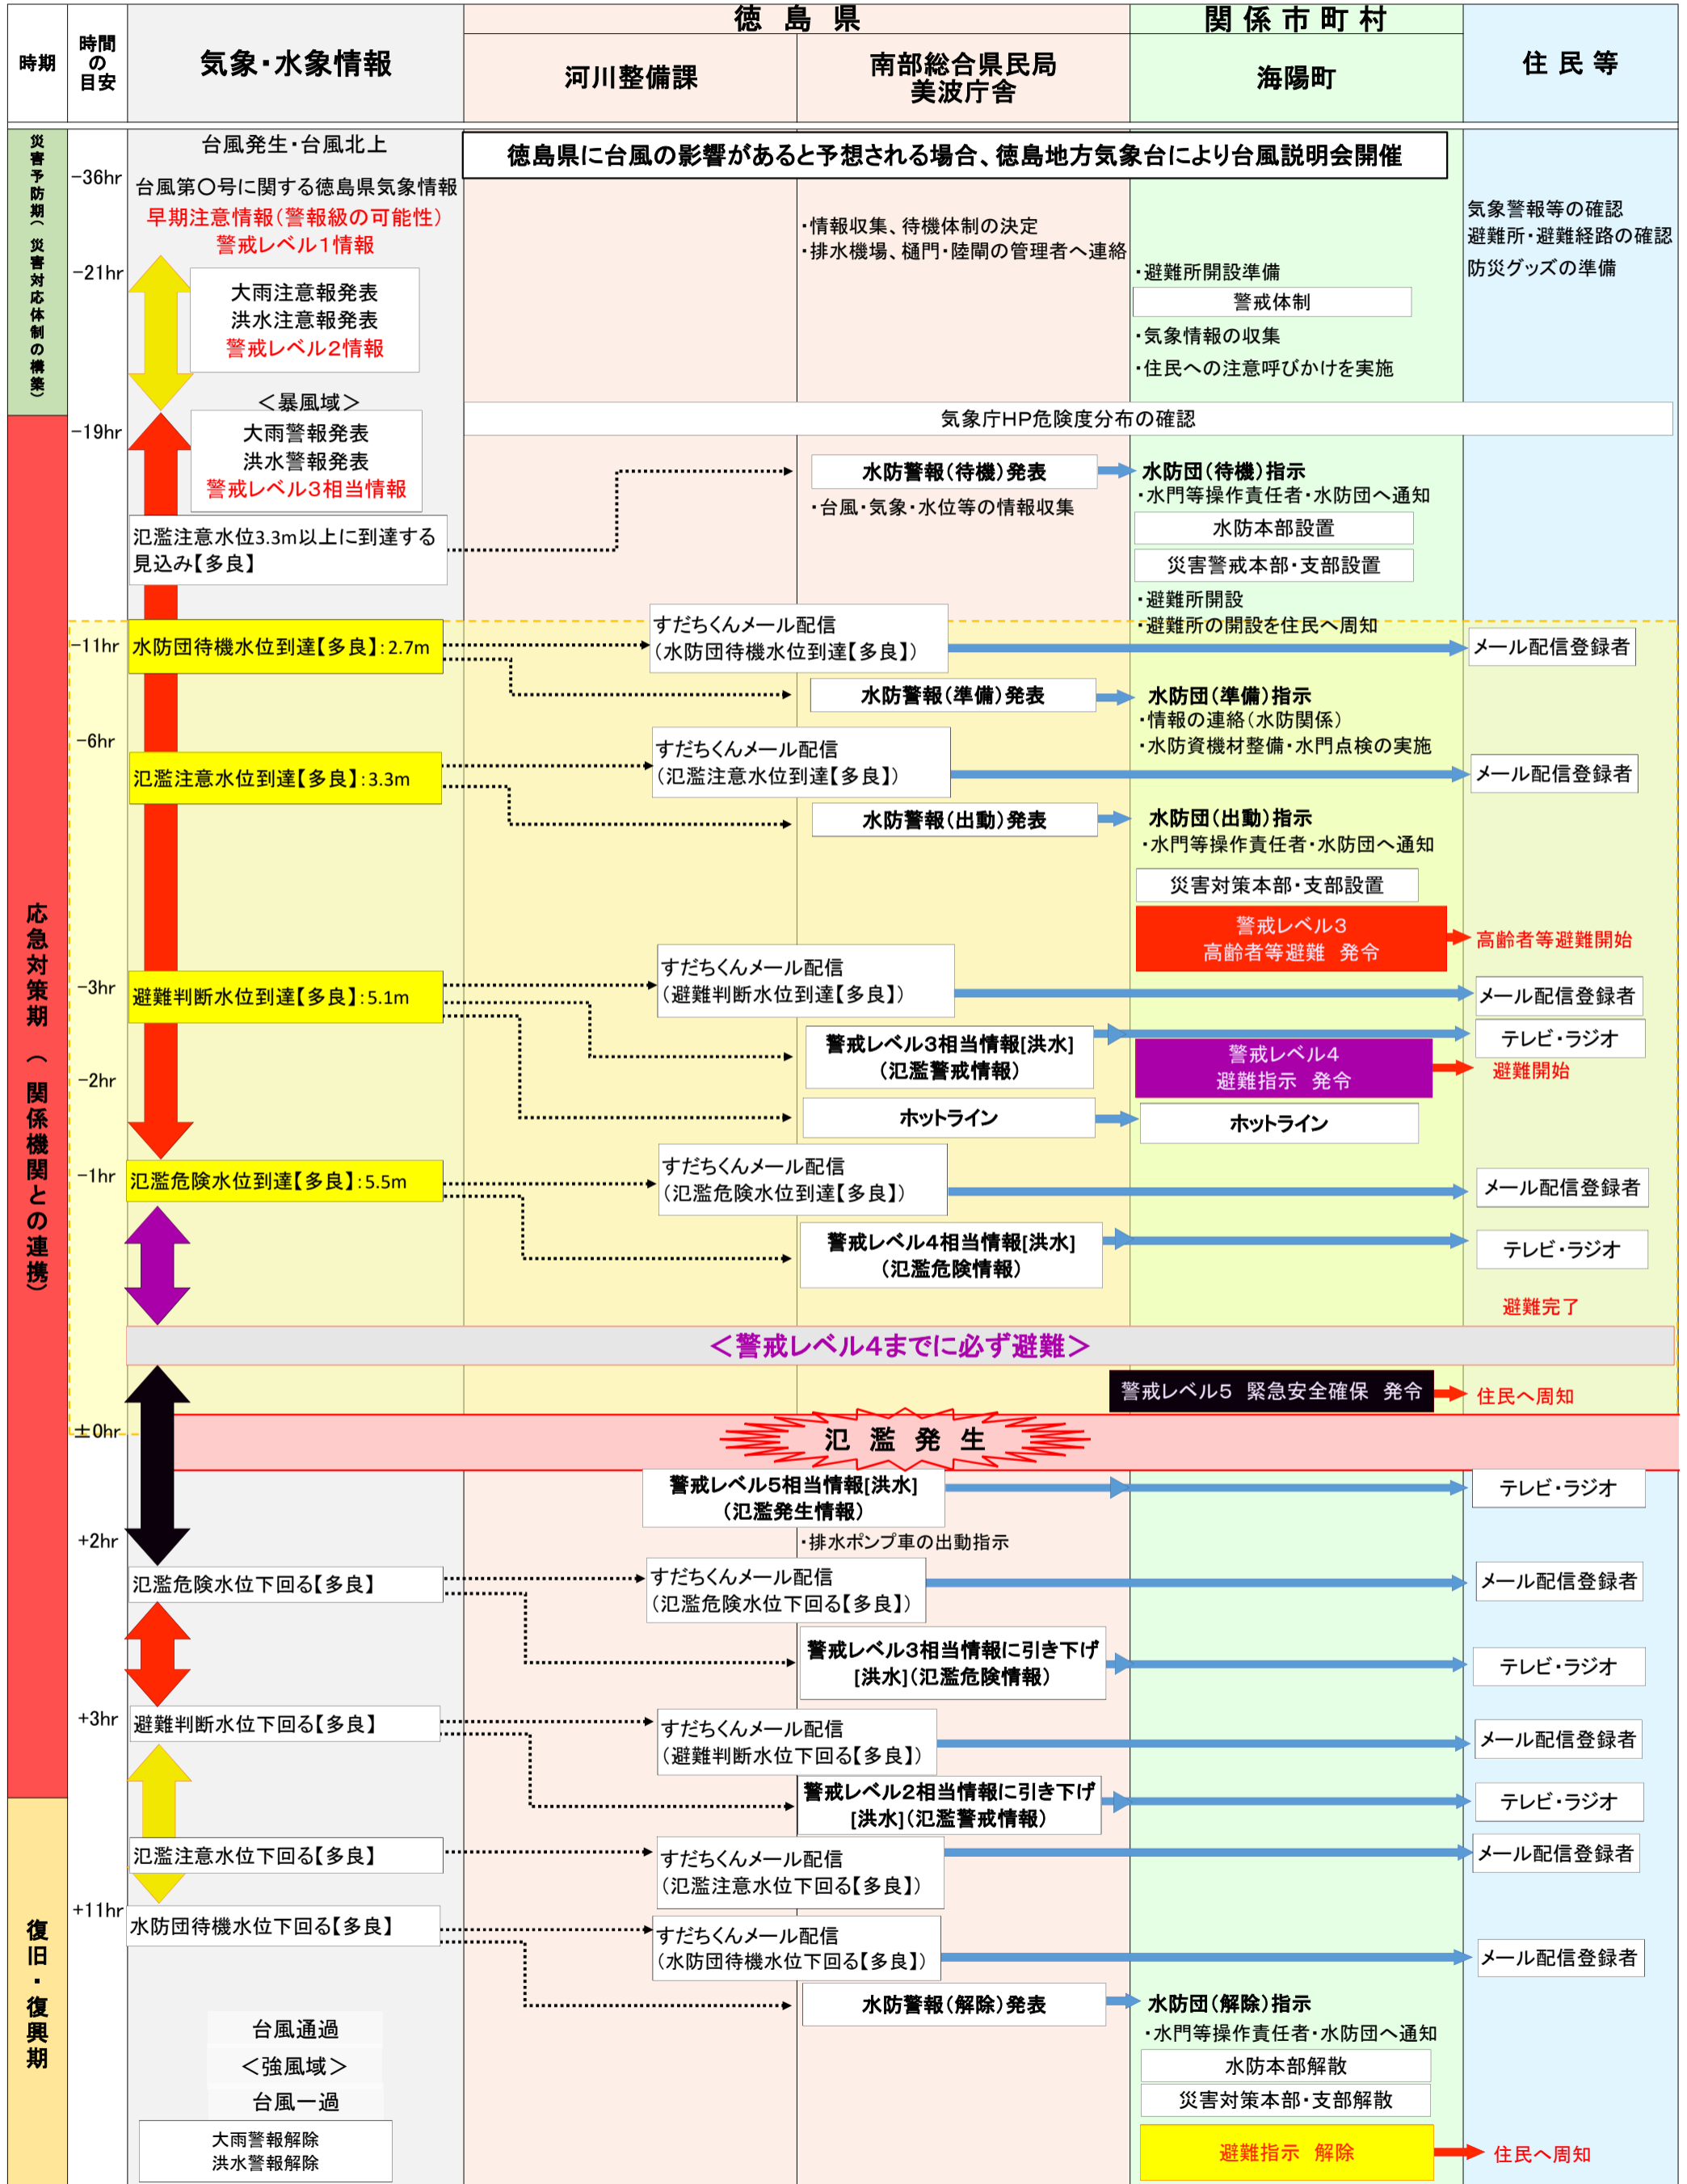 時期
時間
の
目安
気象・水象情報
徳島県
河川整備課
南部総合県民局
美波庁舎
関係市町村
海陽町
住民等
災害予防期（災害対応体制の構築）
台風発生・台風北上
徳島県に台風の影響があると予想される場合、徳島地方気象台により台風説明会開催
-36hr
台風第〇号に関する徳島県気象情報
早期注意情報（警報級の可能性）
警戒レベル１情報
・情報収集、待機体制の決定
・排水機場、樋門・陸閘の管理者へ連絡
気象警報等の確認
避難所・避難経路の確認
防災グッズの準備
-21hr
大雨注意報発表
洪水注意報発表
警戒レベル２情報
・避難所開設準備
警戒体制
・気象情報の収集
・住民への注意呼びかけを実施
＜暴風域＞
気象庁HP危険度分布の確認
応急対策期（関係機関との連携）
-19hr
大雨警報発表
洪水警報発表
警戒レベル３相当情報
水防警報（待機）発表
・台風・気象・水位等の情報収集
水防団（待機）指示
・水門等操作責任者・水防団へ通知
水防本部設置
災害警戒本部・支部設置
・避難所開設
・避難所の開設を住民へ周知
氾濫注意水位3.3m以上に到達する
見込み【多良】
-11hr
水防団待機水位到達【多良】：2.7m
すだちくんメール配信
（水防団待機水位到達【多良】）
メール配信登録者
水防警報（準備）発表
水防団（準備）指示
・情報の連絡（水防関係）
・水防資機材整備・水門点検の実施
-6hr
氾濫注意水位到達【多良】：3.3m
すだちくんメール配信
（氾濫注意水位到達【多良】）
メール配信登録者
水防警報（出動）発表
水防団（出動）指示
・水門等操作責任者・水防団へ通知
災害対策本部・支部設置
警戒レベル３
高齢者等避難　発令
高齢者等避難開始
-3hr
避難判断水位到達【多良】：5.1m
すだちくんメール配信
（避難判断水位到達【多良】）
メール配信登録者
警戒レベル３相当情報[洪水]
（氾濫警戒情報）
テレビ・ラジオ
-2hr
警戒レベル４
避難指示　発令
避難開始
ホットライン
ホットライン
-1hr
氾濫危険水位到達【多良】：5.5m
すだちくんメール配信
（氾濫危険水位到達【多良】）
メール配信登録者
警戒レベル４相当情報[洪水]
（氾濫危険情報）
テレビ・ラジオ
避難完了
＜警戒レベル４までに必ず避難＞
警戒レベル５　緊急安全確保　発令
住民へ周知
±0hr
氾濫発生
警戒レベル５相当情報[洪水]
（氾濫発生情報）
テレビ・ラジオ
+2hr
・排水ポンプ車の出動指示
氾濫危険水位下回る【多良】
すだちくんメール配信
（氾濫危険水位下回る【多良】）
メール配信登録者
警戒レベル３相当情報に引き下げ
[洪水]（氾濫危険情報）
テレビ・ラジオ
+3hr
避難判断水位下回る【多良】
すだちくんメール配信
（避難判断水位下回る【多良】）
メール配信登録者
警戒レベル２相当情報に引き下げ
[洪水]（氾濫警戒情報）
テレビ・ラジオ
復旧・復興期
氾濫注意水位下回る【多良】
すだちくんメール配信
（氾濫注意水位下回る【多良】）
メール配信登録者
+11hr
水防団待機水位下回る【多良】
すだちくんメール配信
（水防団待機水位下回る【多良】）
メール配信登録者
水防警報（解除）発表
水防団（解除）指示
・水門等操作責任者・水防団へ通知
水防本部解散
災害対策本部・支部解散
台風通過
＜強風域＞
台風一過
大雨警報解除
洪水警報解除
避難指示　解除
住民へ周知